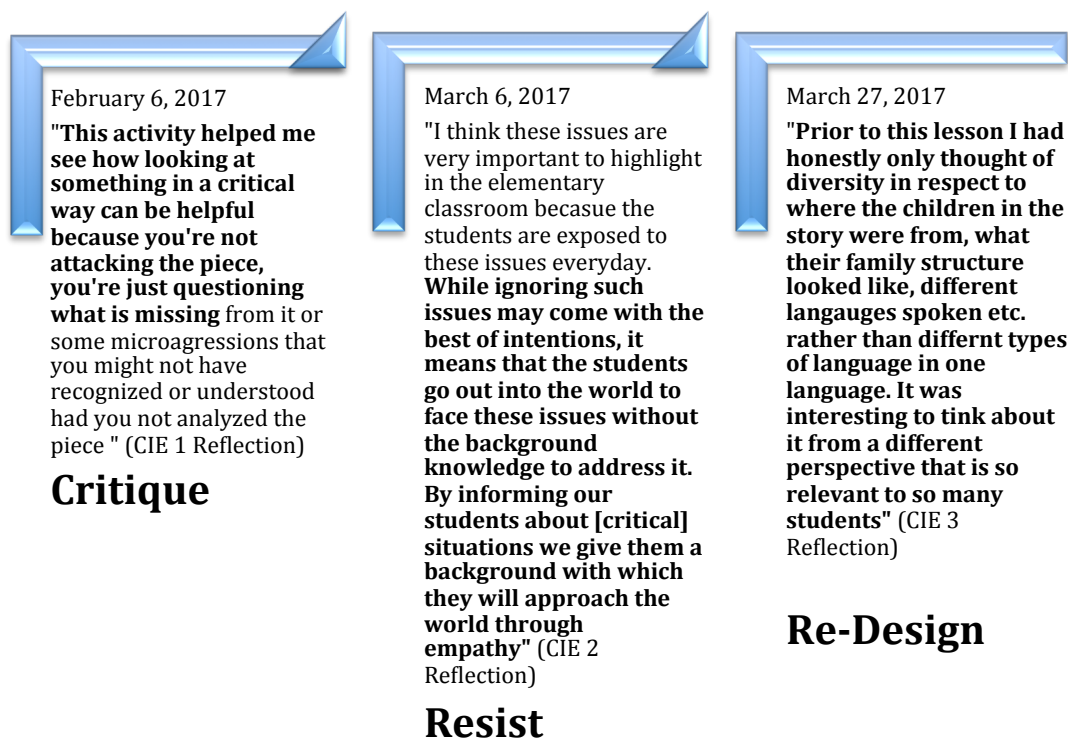 February 6, 2017
"This activity helped me
see how looking at
something in a critical
way can be helpful
because you're not
attacking the piece,
you're just questioning
what is missing from it or
some microagressions that
you might not have
recognized or understood
had you not analyzed the
piece " (CIE 1 Reflection)
Critique
March 6, 2017
"I think these issues are
very important to highlight
in the elementary
classroom becasue the
students are exposed to
these issues everyday.
While ignoring such
issues may come with the
best of intentions, it
means that the students
go out into the world to
face these issues without
the background
knowledge to address it.
By informing our
students about [critical]
situations we give them a
background with which
they will approach the
world through
empathy" (CIE 2
Reflection)
Resist
March 27, 2017
"Prior to this lesson I had
honestly only thought of
diversity in respect to
where the children in the
story were from, what
their family structure
looked like, different
langauges spoken etc.
rather than differnt types
of language in one
language. It was
interesting to tink about
it from a different
perspective that is so
relevant to so many
students" (CIE 3
Reflection)
Re-Design